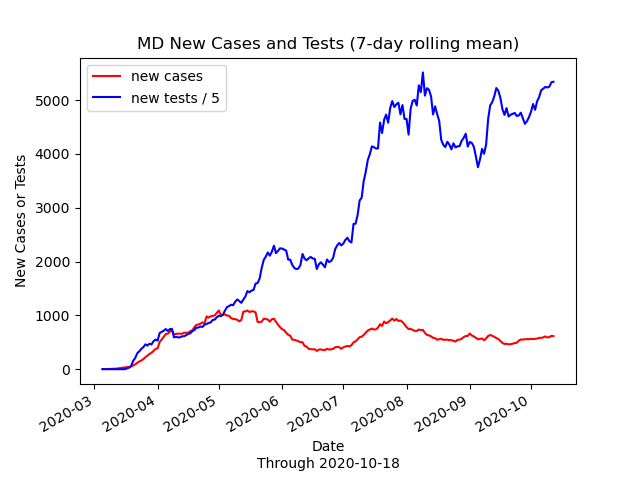 MD New Cases and Tests (7-day rolling mean)
new cases
new tests / 5
New Cases or Tests
5000
4000
3000
2000
1000
0
2020-03
2020-04
2020-05
2020-06
2020-07
2020-08
2020-09
2020-10
Date
Through 2020-10-18